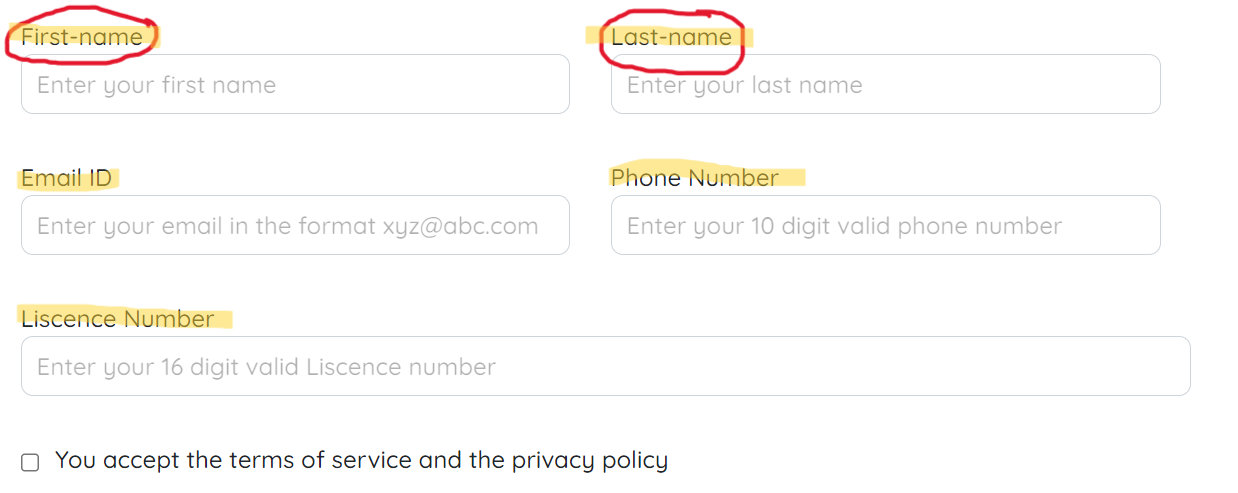 First-name Last-name
Enter your first name Enter your last name
Email ID Phone Number
Enter your email in the format xyz@abc.com Enter your 10 digit valid phone number
Liscence Number
Enter your 16 digit valid Liscence number
You accept the terms of service and the privacy policy